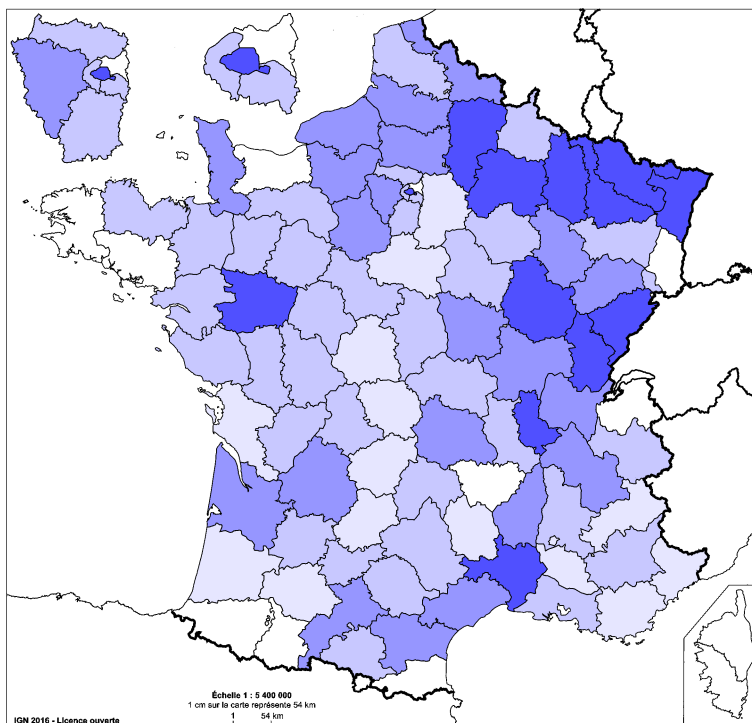 Échelle 1 : 5 400 000
1 cm sur la carte représente 54 km
1 54 km
IGN 2016 - Licence ouverte